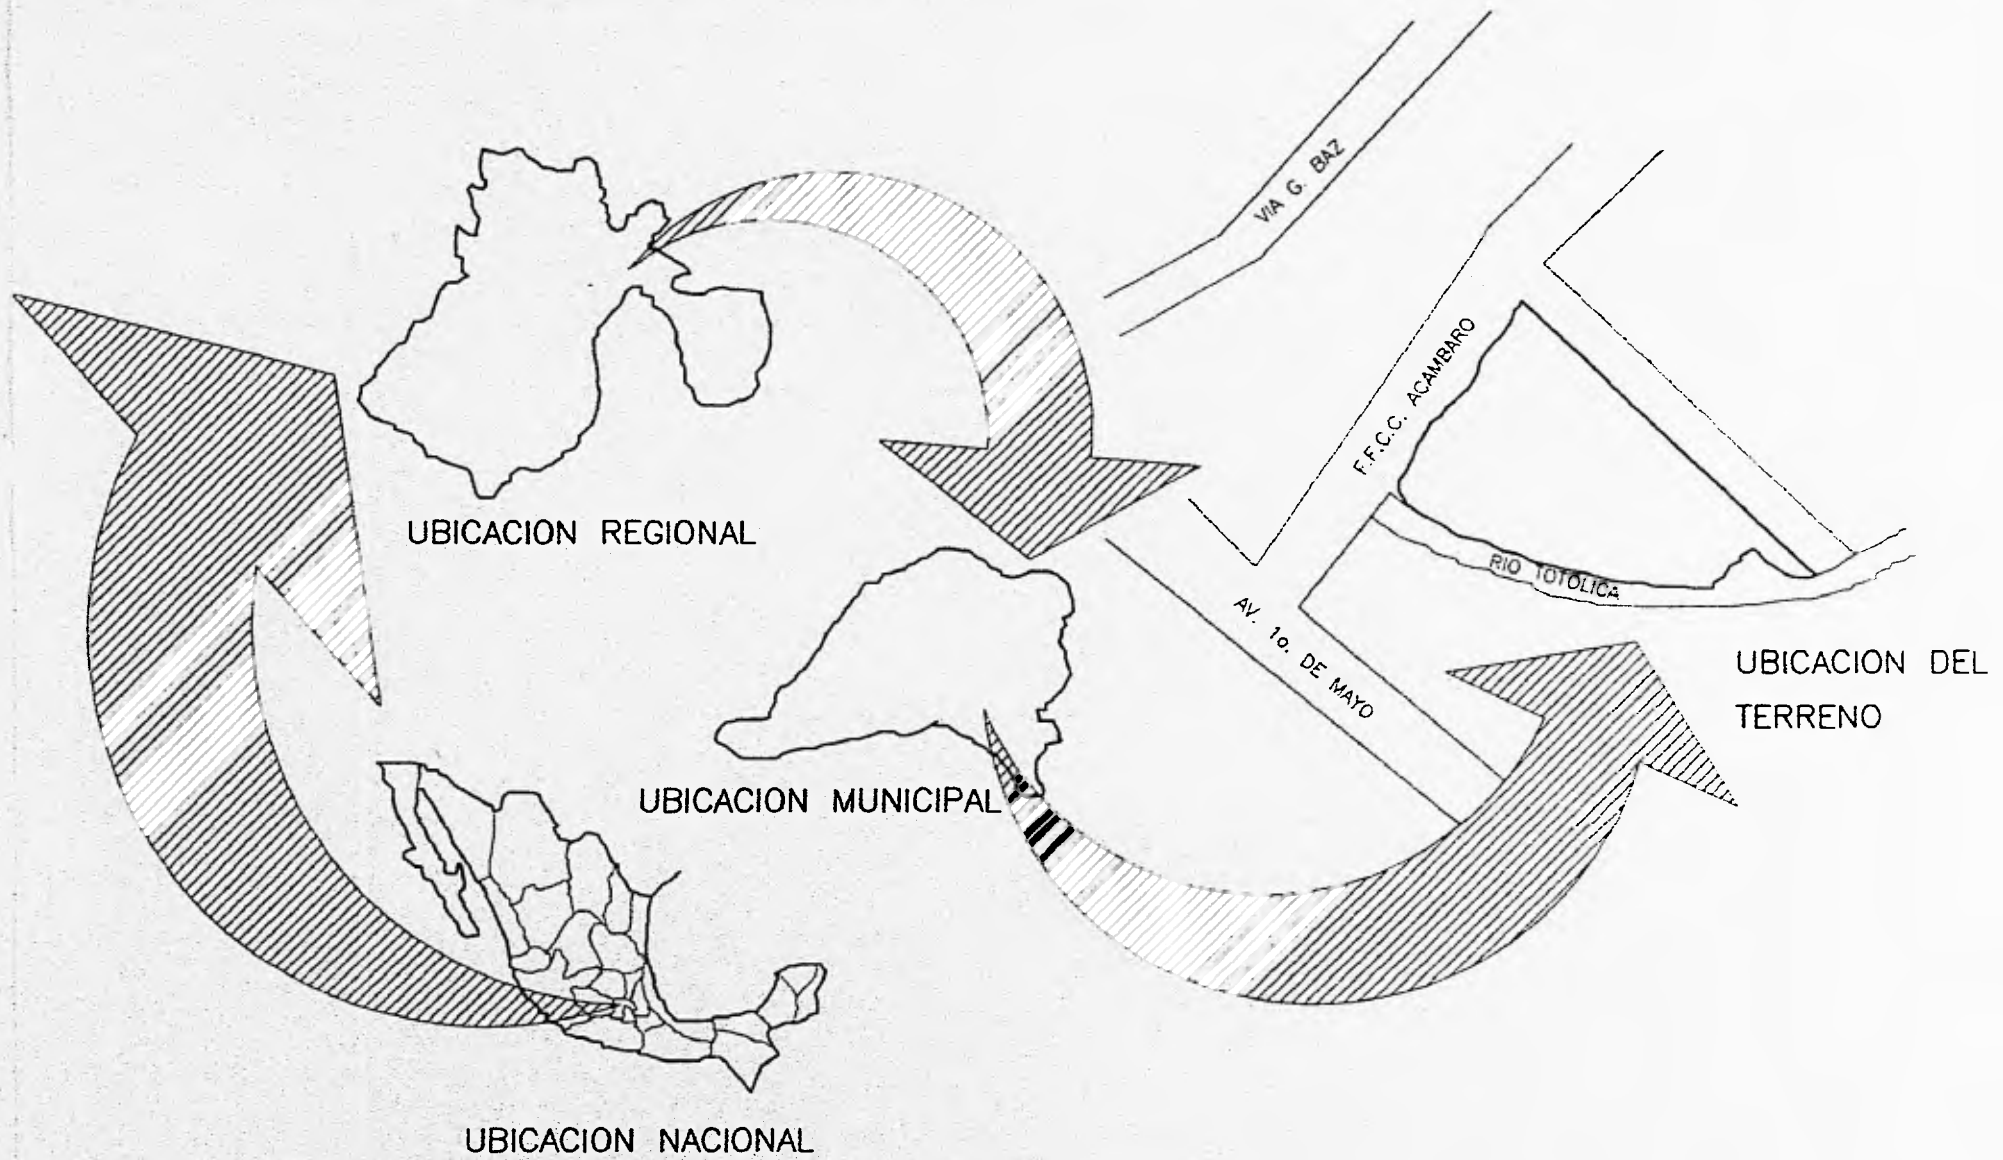 VIA G. BAZ
F.F.C.C. ACAMBARO
UBICACION REGIONAL
RIO TOTOLICA
AV. 1o. DE MAYO
UBICACION DEL
TERRENO
UBICACION MUNICIPAL
UBICACION NACIONAL